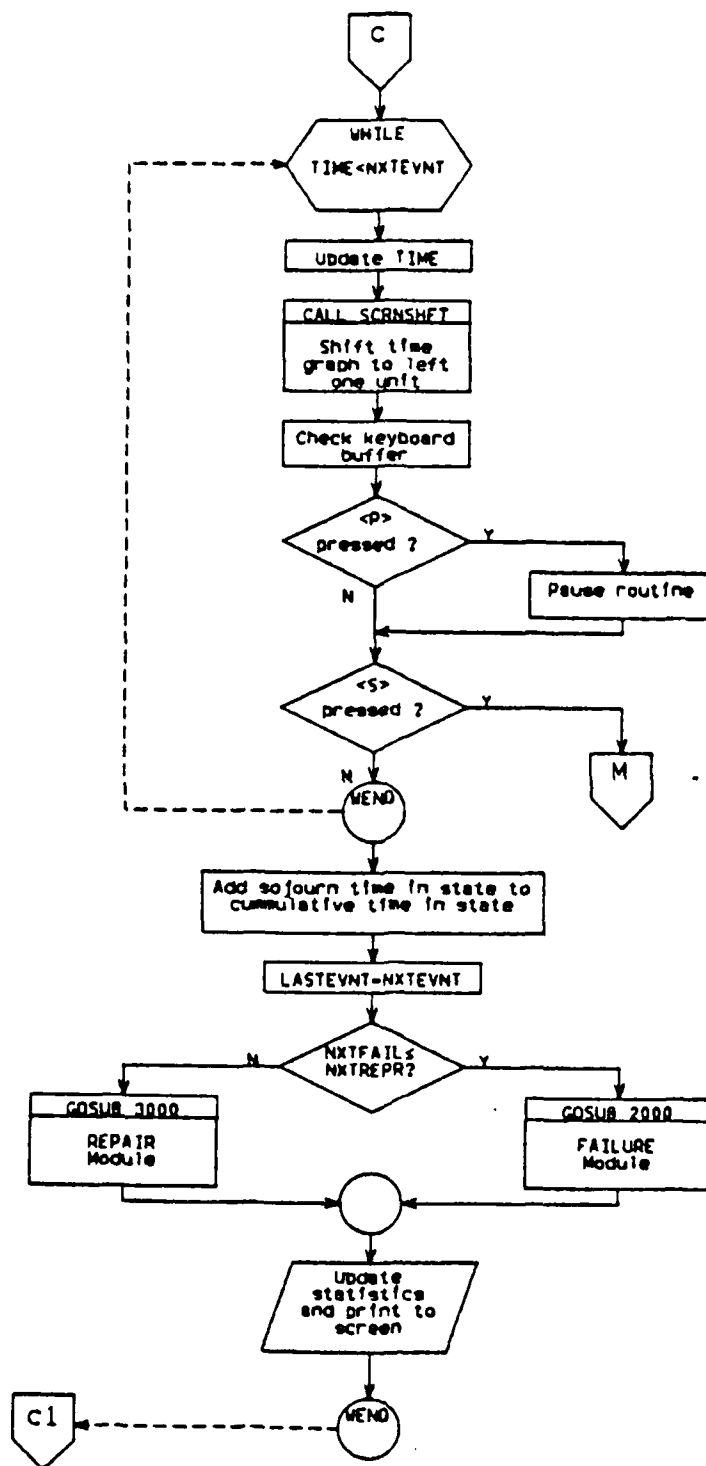 C
WHILE
TIME<NXTEVNT
Update TIME
CALL SCRNSHFT
Shift time
graph to left
one unit
Check keyboard
buffer
<P>
pressed ?
Y
N
Pause routine
<S>
pressed ?
Y
N
M
WEND
Add sojourn time in state to
cummulative time in state
LASTEVNT=NXTEVNT
NXTFAIL≤
NXTREPR?
N
Y
GOSUB 3000
REPAIR
Module
GOSUB 2000
FAILURE
Module
Update
statistics
and print to
screen
WEND
c1